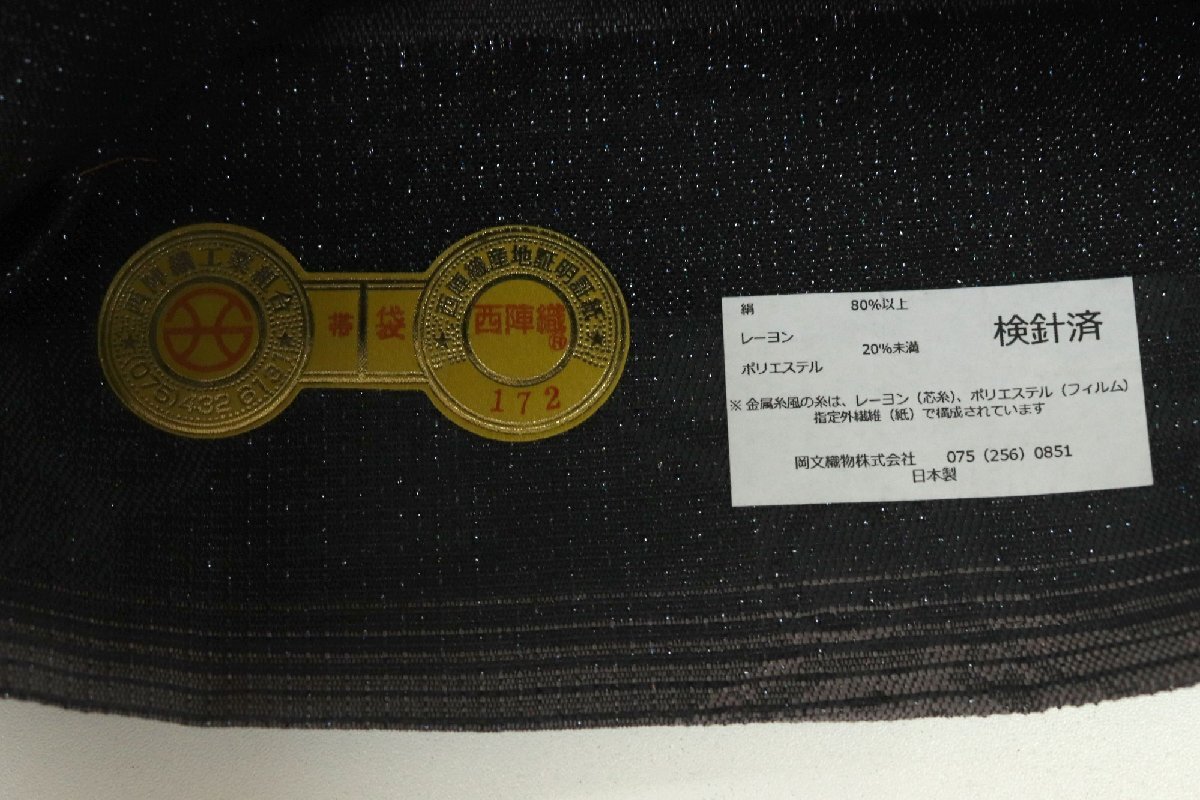 西陣織工業組合
(075)432 6131
帯 袋
西陣織産地証明証紙
西陣織®
172
絹 80%以上
検針済
レーヨン
20%未満
ポリエステル
※ 金属糸風の糸は、レーヨン（芯糸）、ポリエステル（フィルム）
指定外繊維（紙）で構成されています
岡文織物株式会社 075（256）0851
日本製